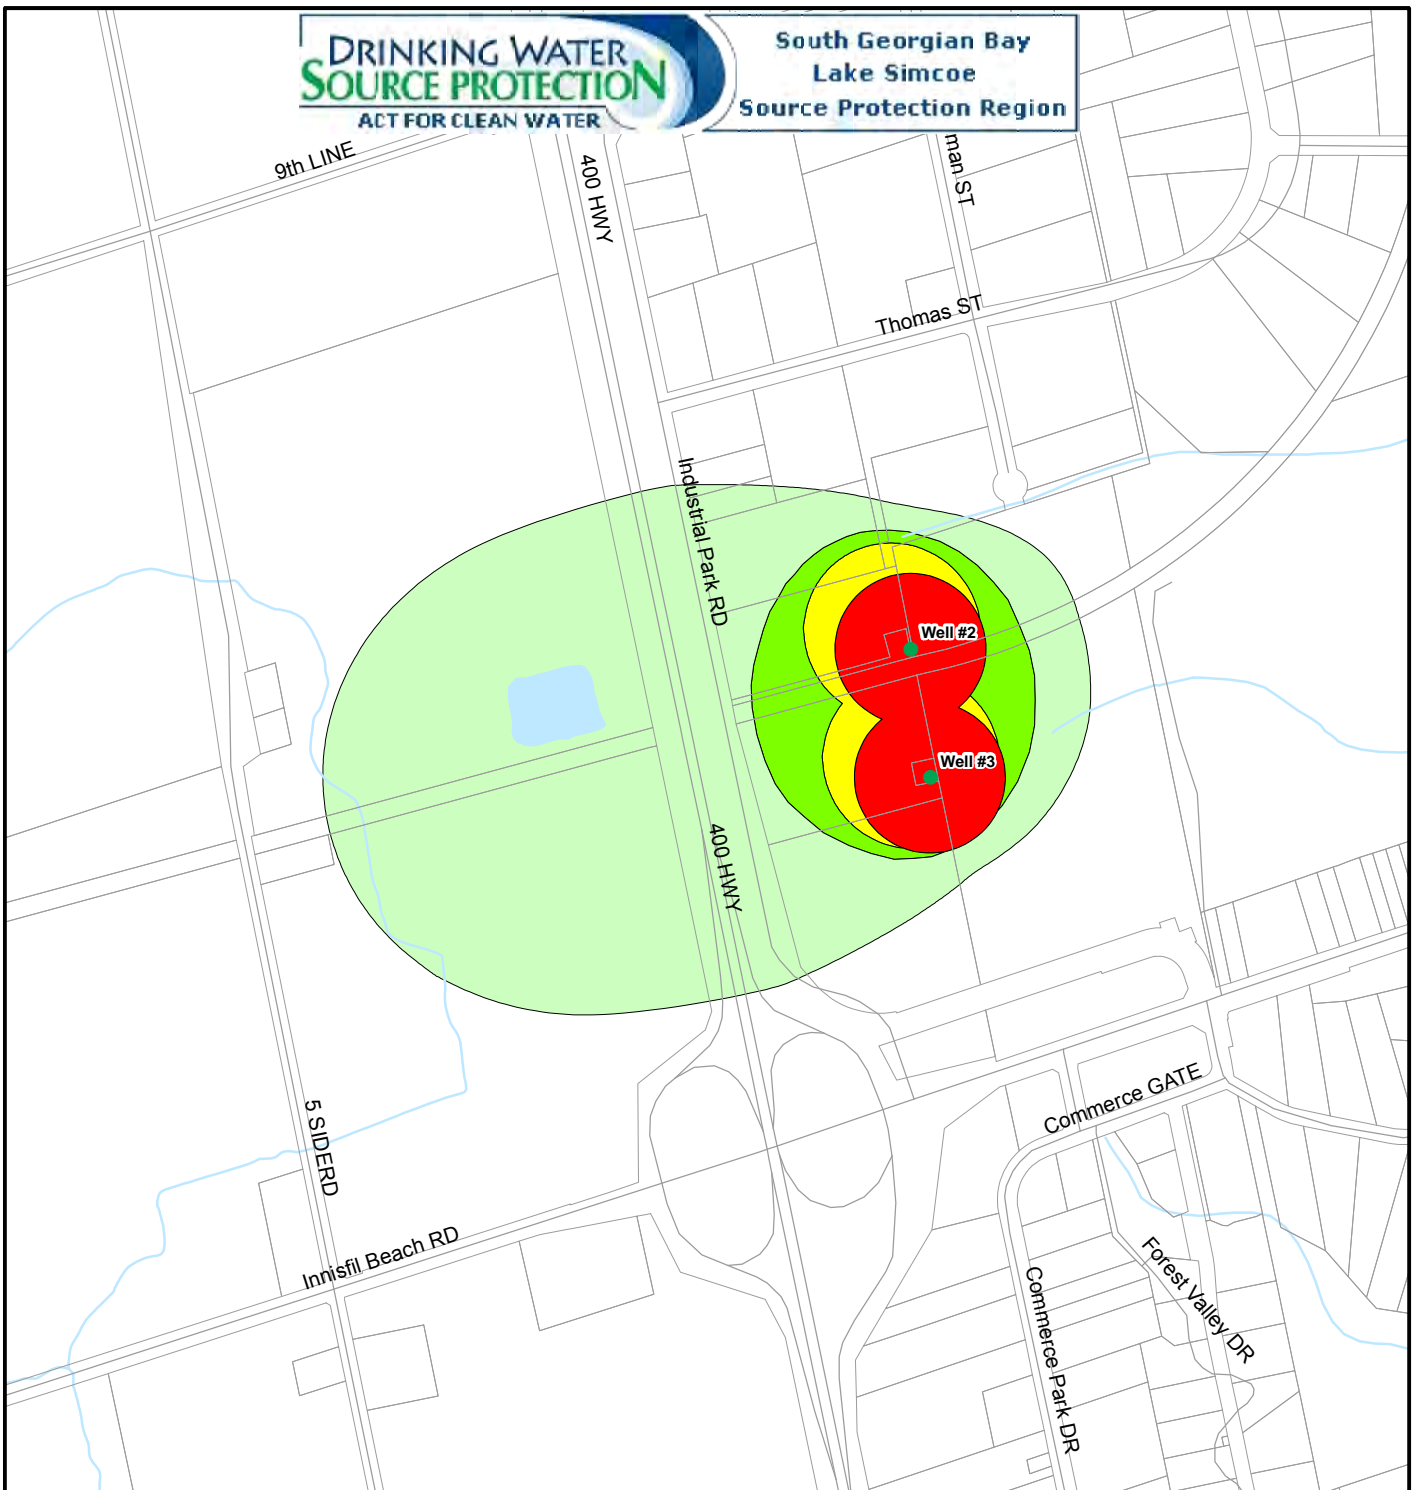 DRINKING WATER
SOURCE PROTECTION
ACT FOR CLEAN WATER
South Georgian Bay
Lake Simcoe
Source Protection Region
9th LINE
400 HWY
man ST
Thomas ST
Industrial Park RD
Well #2
Well #3
400 HWY
Commerce GATE
5 SIDERD
Innisfil Beach RD
Forest Valley DR
Commerce Park DR